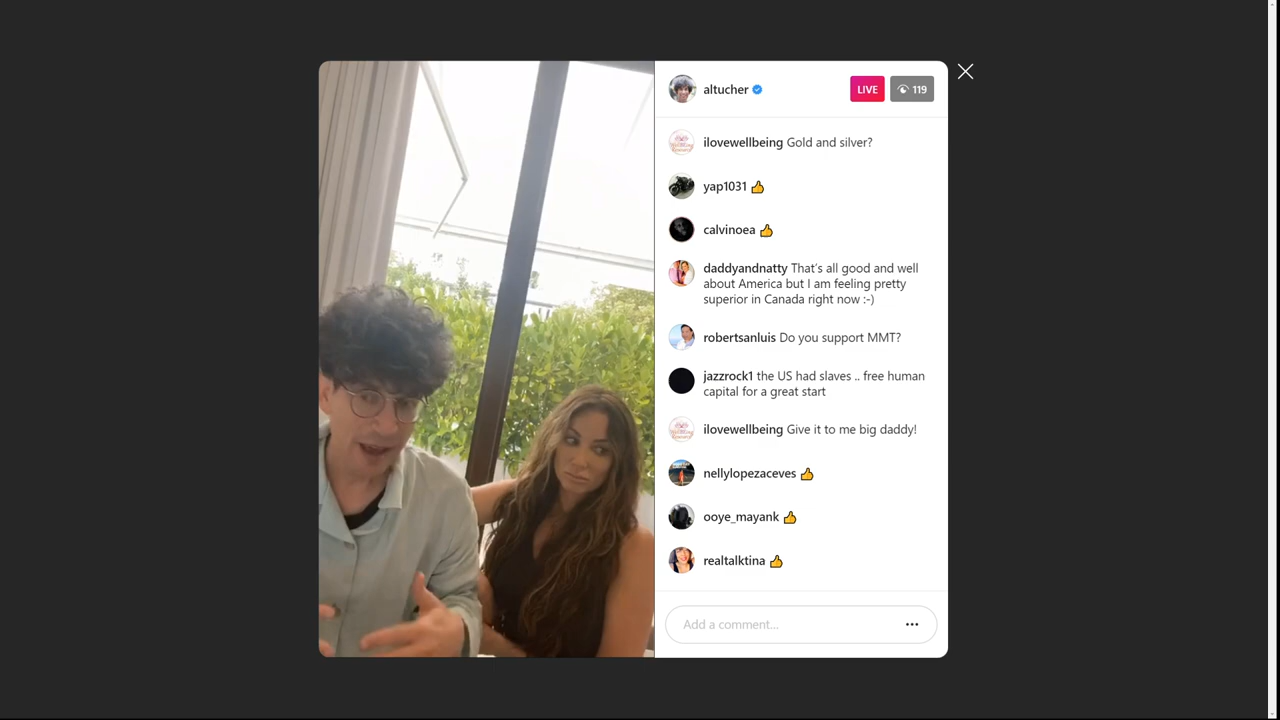 altucher
LIVE
119
ilovewellbeing Gold and silver?
yap1031 👍
calvinoea 👍
daddyandnatty That's all good and well
about America but I am feeling pretty
superior in Canada right now :-)
robertsanluis Do you support MMT?
jazzrock1 the US had slaves .. free human
capital for a great start
ilovewellbeing Give it to me big daddy!
nellylopezaceves 👍
ooye_mayank 👍
realtalktina 👍
Add a comment...